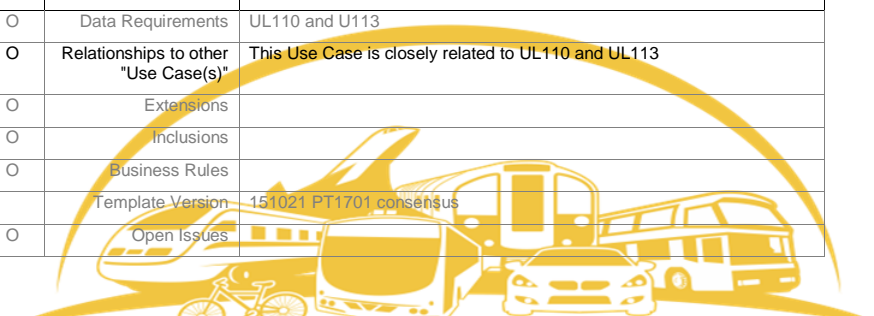 O Data Requirements UL110 and U113
O Relationships to other This Use Case is closely related to UL110 and UL113
"Use Case(s)"
O Extensions
O Inclusions
O Business Rules
Template Version 151021 PT1701 consensus
O Open Issues